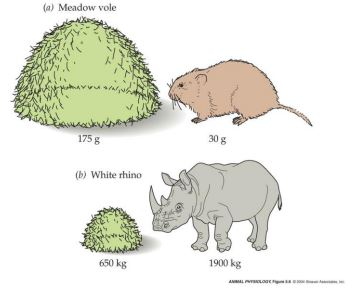 (a) Meadow vole
175 g
30 g
(b) White rhino
650 kg
1900 kg
ANIMAL PHYSIOLOGY, Figure 5.6 © 2004 Sinauer Associates, Inc.